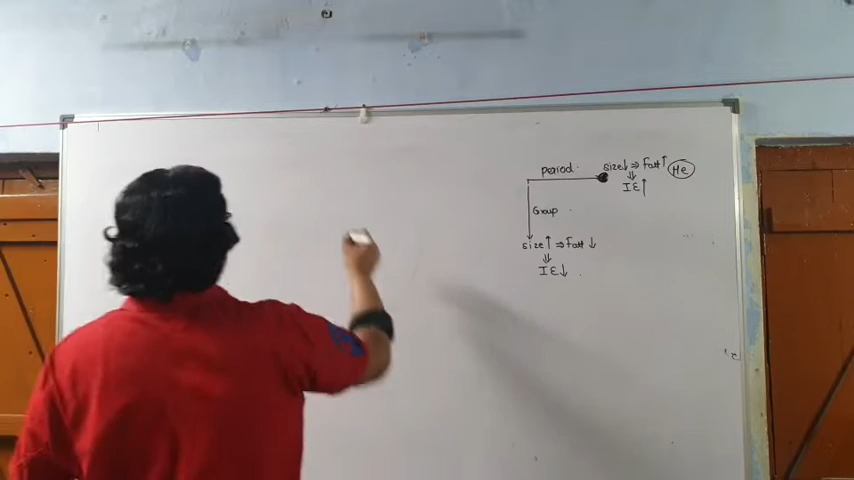 Period
size↓ ⇒ Fatt↑ He
⇓
IE↑
Group
size↑ ⇒ Fatt↓
⇓
IE↓